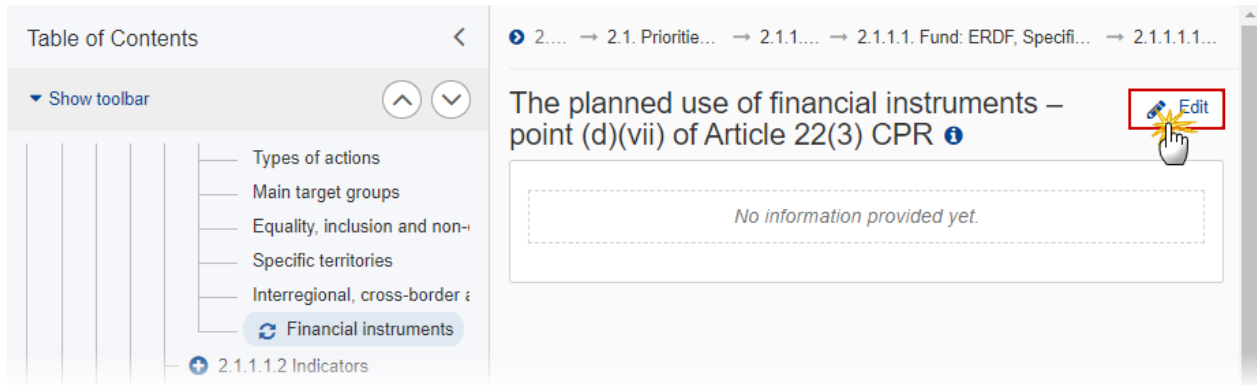 Table of Contents
2.... → 2.1. Prioritie... → 2.1.1.... → 2.1.1.1. Fund: ERDF, Specifi... → 2.1.1.1.1...
Show toolbar
The planned use of financial instruments –
point (d)(vii) of Article 22(3) CPR
Edit
No information provided yet.
Types of actions
Main target groups
Equality, inclusion and non-
Specific territories
Interregional, cross-border a
Financial instruments
2.1.1.1.2 Indicators